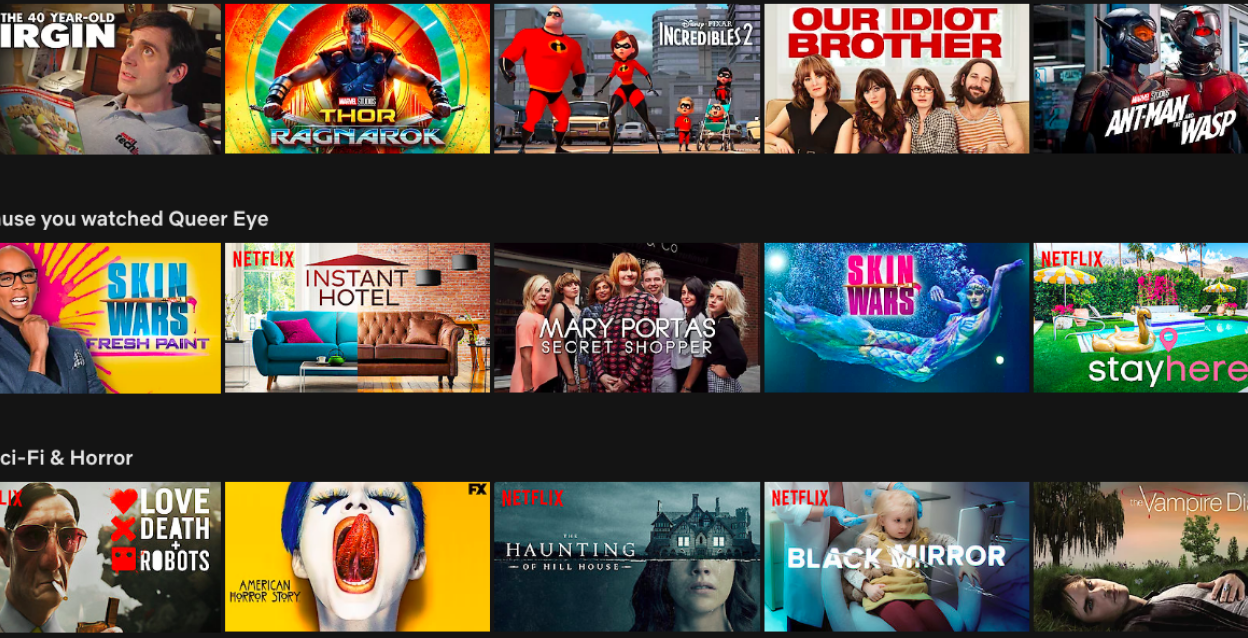 THE 40 YEAR-OLD
IRGIN
MARVEL STUDIOS
THOR
RAGNAROK
Disney · PIXAR
INCREDIBLES 2
OUR IDIOT
BROTHER
MARVEL STUDIOS
ANT-MAN
AND THE WASP
ause you watched Queer Eye
SKIN
WARS
FRESH PAINT
NETFLIX
INSTANT
HOTEL
& Co
MARY PORTAS
SECRET SHOPPER
SKIN
WARS
NETFLIX
stayhere
ci-Fi & Horror
LIX
LOVE
DEATH
+
ROBOTS
FX
AMERICAN
HORROR STORY
NETFLIX
THE
HAUNTING
OF HILL HOUSE
NETFLIX
BLACK MIRROR
the Vampire Di